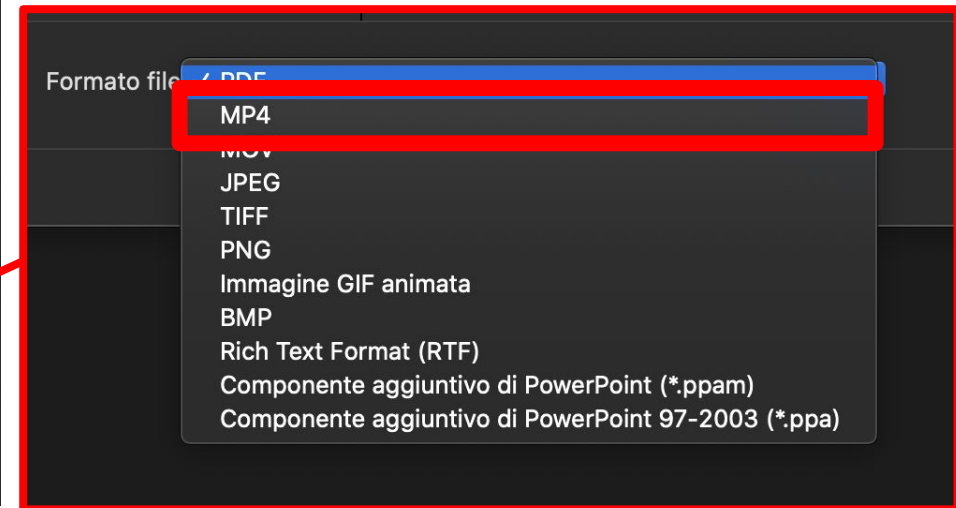 Formato file ✓ PDF
MP4
MOV
JPEG
TIFF
PNG
Immagine GIF animata
BMP
Rich Text Format (RTF)
Componente aggiuntivo di PowerPoint (*.ppam)
Componente aggiuntivo di PowerPoint 97-2003 (*.ppa)